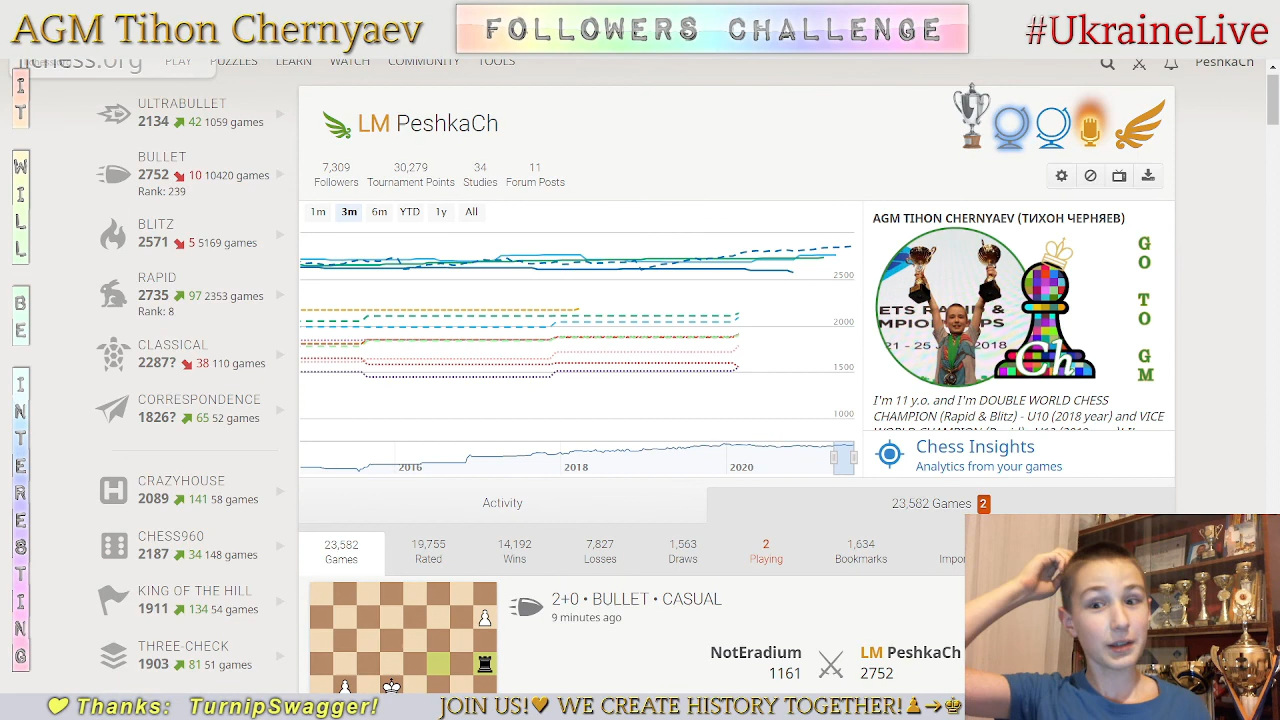 AGM Tihon Chernyaev
FOLLOWERS CHALLENGE
#UkraineLive
PLAY PUZZLES LEARN WATCH COMMUNITY TOOLS
PeshkaCh
IT
WILL
BE
INTERESTING
ULTRABULLET
2134 42 1059 games
BULLET
2752 10 10420 games
Rank: 239
BLITZ
2571 5 5169 games
RAPID
2735 97 2353 games
Rank: 8
CLASSICAL
2287? 38 110 games
CORRESPONDENCE
1826? 65 52 games
CRAZYHOUSE
2089 141 58 games
CHESS960
2187 34 148 games
KING OF THE HILL
1911 134 54 games
THREE-CHECK
1903 81 51 games
LM PeshkaCh
7,309 30,279 34 11
Followers Tournament Points Studies Forum Posts
1m 3m 6m YTD 1y All
2500
2000
1500
1000
2016 2018 2020
AGM TIHON CHERNYAEV (ТИХОН ЧЕРНЯЕВ)
ETS RAPID &
MPIONSHIPS
21 - 25 2018
Ch
GO
TO
GM
I'm 11 y.o. and I'm DOUBLE WORLD CHESS
CHAMPION (Rapid & Blitz) - U10 (2018 year) and VICE
Chess Insights
Analytics from your games
Activity
23,582 Games 2
23,582 19,755 14,192 7,827 1,563 2 1,634
Games Rated Wins Losses Draws Playing Bookmarks Impor
2+0 • BULLET • CASUAL
9 minutes ago
NotEradium LM PeshkaCh
1161 2752
Thanks: TurnipSwagger!
JOIN US! WE CREATE HISTORY TOGETHER!